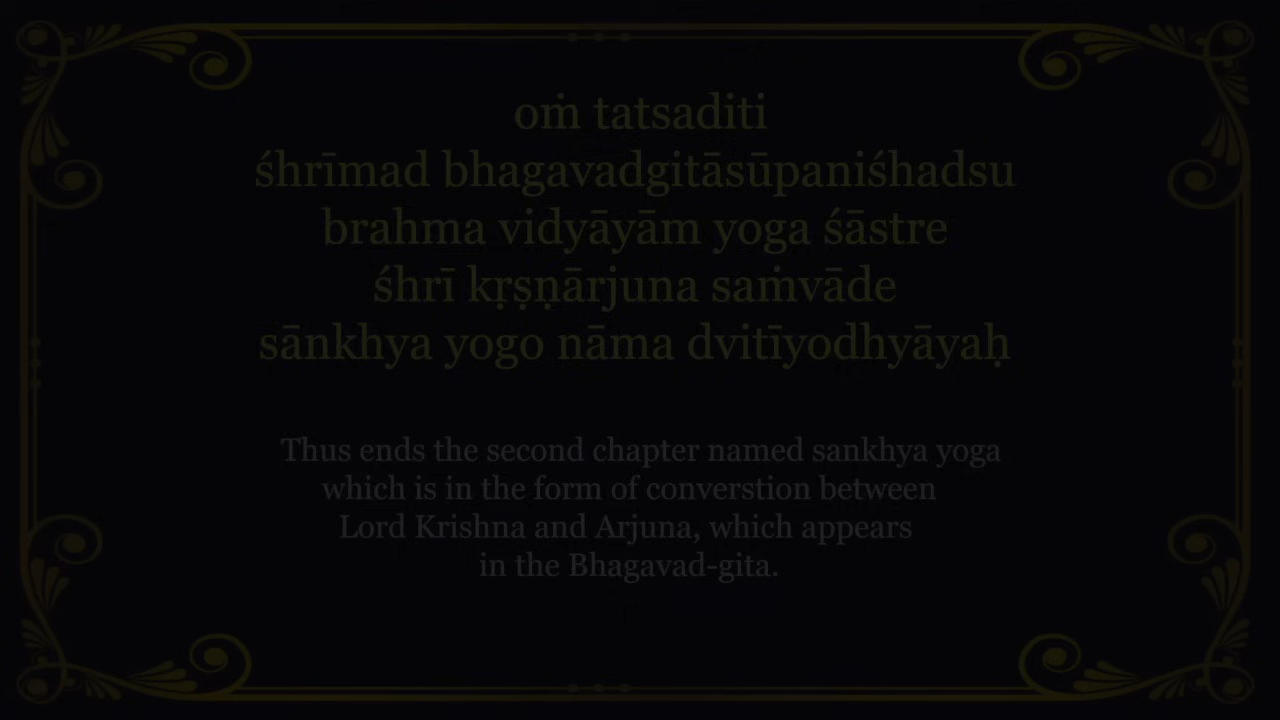 oṁ tatsaditi
śhrīmad bhagavadgitāsūpaniśhadsu
brahma vidyāyām yoga śāstre
śhrī kṛṣṇārjuna saṁvāde
sānkhya yogo nāma dvitīyodhyāyaḥ
Thus ends the second chapter named sankhya yoga
which is in the form of converstion between
Lord Krishna and Arjuna, which appears
in the Bhagavad-gita.